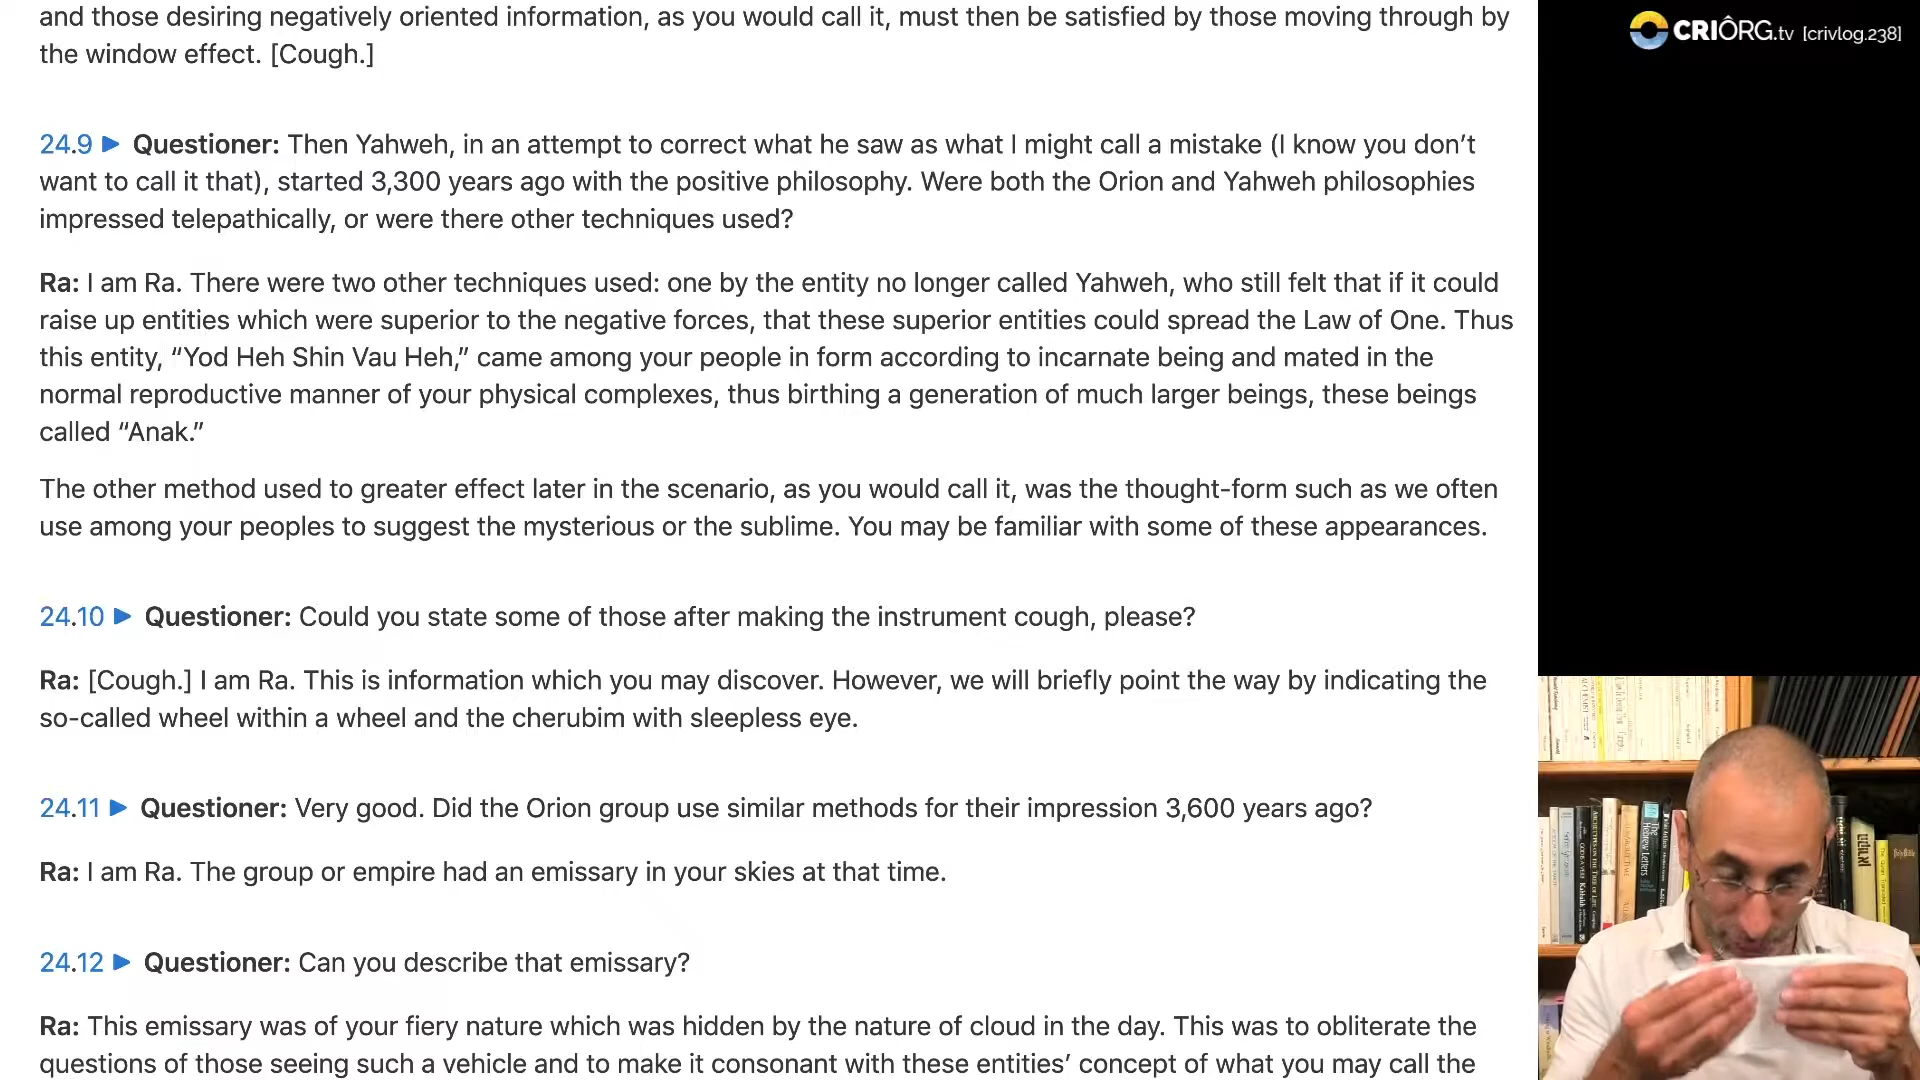 and those desiring negatively oriented information, as you would call it, must then be satisfied by those moving through by
the window effect. [Cough.]
CRIÔRG.tv [crivlog.238]
24.9 ► Questioner: Then Yahweh, in an attempt to correct what he saw as what I might call a mistake (I know you don’t
want to call it that), started 3,300 years ago with the positive philosophy. Were both the Orion and Yahweh philosophies
impressed telepathically, or were there other techniques used?
Ra: I am Ra. There were two other techniques used: one by the entity no longer called Yahweh, who still felt that if it could
raise up entities which were superior to the negative forces, that these superior entities could spread the Law of One. Thus
this entity, “Yod Heh Shin Vau Heh,” came among your people in form according to incarnate being and mated in the
normal reproductive manner of your physical complexes, thus birthing a generation of much larger beings, these beings
called “Anak.”
The other method used to greater effect later in the scenario, as you would call it, was the thought-form such as we often
use among your peoples to suggest the mysterious or the sublime. You may be familiar with some of these appearances.
24.10 ► Questioner: Could you state some of those after making the instrument cough, please?
Ra: [Cough.] I am Ra. This is information which you may discover. However, we will briefly point the way by indicating the
so-called wheel within a wheel and the cherubim with sleepless eye.
24.11 ► Questioner: Very good. Did the Orion group use similar methods for their impression 3,600 years ago?
Ra: I am Ra. The group or empire had an emissary in your skies at that time.
24.12 ► Questioner: Can you describe that emissary?
Ra: This emissary was of your fiery nature which was hidden by the nature of cloud in the day. This was to obliterate the
questions of those seeing such a vehicle and to make it consonant with these entities’ concept of what you may call the
The Hebrew Letters